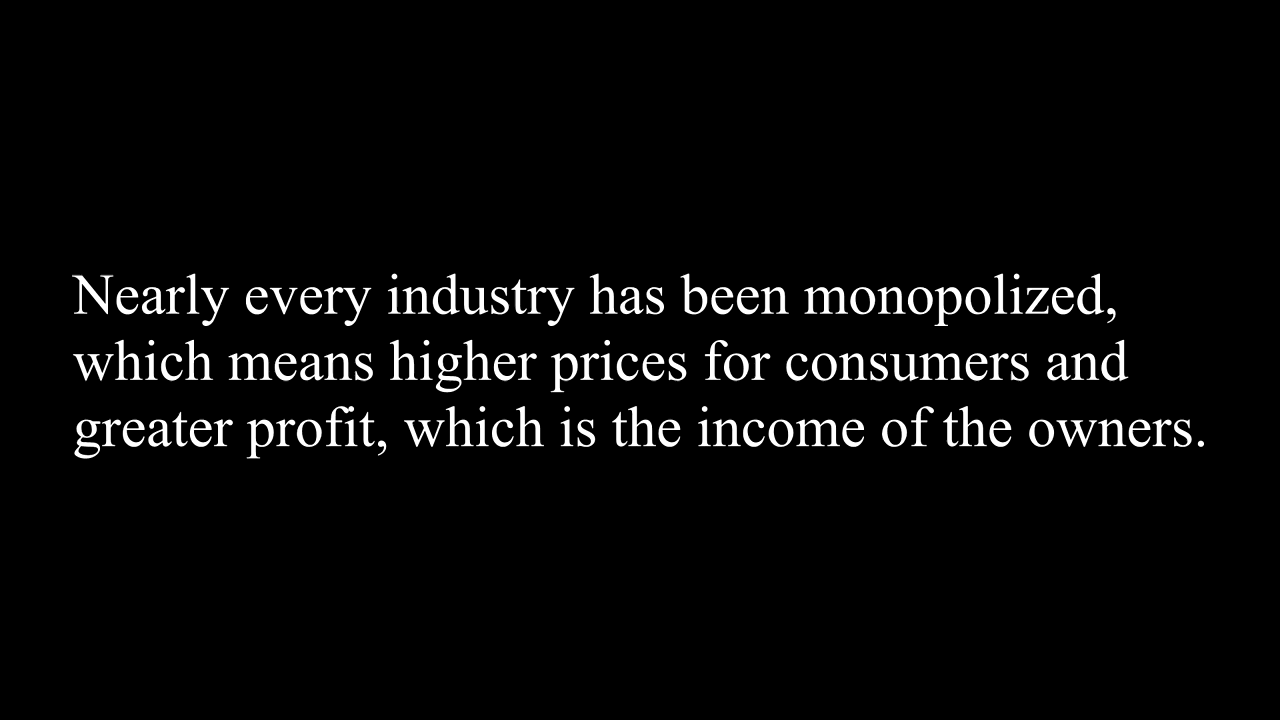 Nearly every industry has been monopolized,
which means higher prices for consumers and
greater profit, which is the income of the owners.